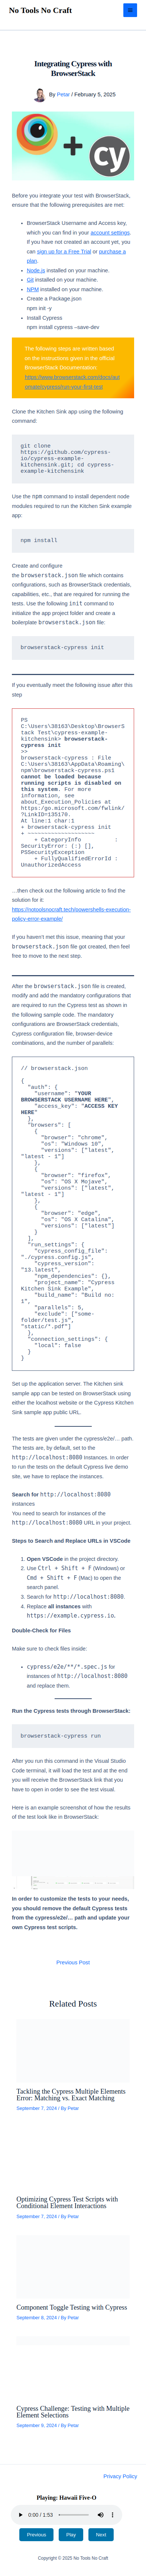 No Tools No Craft
Integrating Cypress with
BrowserStack
By Petar / February 5, 2025
cy
Before you integrate your test with BrowserStack,
ensure that the following prerequisites are met:
BrowserStack Username and Access key,
which you can find in your account settings.
If you have not created an account yet, you
can sign up for a Free Trial or purchase a
plan.
Node.js installed on your machine.
Git installed on your machine.
NPM installed on your machine.
Create a Package.json
npm init -y
Install Cypress
npm install cypress --save-dev
The following steps are written based
on the instructions given in the official
BrowserStack Documentation:
https://www.browserstack.com/docs/aut
omate/cypress/run-your-first-test
Clone the Kitchen Sink app using the following
command:
git clone
https://github.com/cypress-
io/cypress-example-
kitchensink.git; cd cypress-
example-kitchensink
Use the npm command to install dependent node
modules required to run the Kitchen Sink example
app:
npm install
Create and configure
the browserstack.json file which contains
configurations, such as BrowserStack credentials,
capabilities, etc., that are required for running
tests. Use the following init command to
initialize the app project folder and create a
boilerplate browserstack.json file:
browserstack-cypress init
If you eventually meet the following issue after this
step
PS
C:\Users\38163\Desktop\BrowserS
tack Test\cypress-example-
kitchensink> browserstack-
cypress init
>>
browserstack-cypress : File
C:\Users\38163\AppData\Roaming\
npm\browserstack-cypress.ps1
cannot be loaded because
running scripts is disabled on
this system. For more
information, see
about_Execution_Policies at
https:/go.microsoft.com/fwlink/
?LinkID=135170.
At line:1 char:1
+ browserstack-cypress init
+ ~~~~~~~~~~~~~~~~~~~~
+ CategoryInfo :
SecurityError: (:) [],
PSSecurityException
+ FullyQualifiedErrorId :
UnauthorizedAccess
…then check the following article to find the
solution for it:
https://notoolsnocraft.tech/powershells-execution-
policy-error-example/
If you haven't met this issue, meaning that your
browserstack.json file got created, then feel
free to move to the next step.
After the browserstack.json file is created,
modify and add the mandatory configurations that
are required to run the Cypress test as shown in
the following sample code. The mandatory
configurations are BrowserStack credentials,
Cypress configuration file, browser-device
combinations, and the number of parallels:
// browserstack.json
{
"auth": {
"username": "YOUR
BROWSERSTACK USERNAME HERE",
"access_key": "ACCESS KEY
HERE"
},
"browsers": [
{
"browser": "chrome",
"os": "Windows 10",
"versions": ["latest",
"latest - 1"]
},
{
"browser": "firefox",
"os": "OS X Mojave",
"versions": ["latest",
"latest - 1"]
},
{
"browser": "edge",
"os": "OS X Catalina",
"versions": ["latest"]
}
],
"run_settings": {
"cypress_config_file":
"./cypress.config.js",
"cypress_version":
"13.latest",
"npm_dependencies": {},
"project_name": "Cypress
Kitchen Sink Example",
"build_name": "Build no:
1",
"parallels": 5,
"exclude": ["some-
folder/test.js",
"static/*.pdf"]
},
"connection_settings": {
"local": false
}
}
Set up the application server. The Kitchen sink
sample app can be tested on BrowserStack using
either the localhost website or the Cypress Kitchen
Sink sample app public URL.
The tests are given under the cypress/e2e/… path.
The tests are, by default, set to the
http://localhost:8080 Instances. In order
to run the tests on the default Cypress live demo
site, we have to replace the instances.
Search for http://localhost:8080
instances
You need to search for instances of the
http://localhost:8080 URL in your project.
Steps to Search and Replace URLs in VSCode
1. Open VSCode in the project directory.
2. Use Ctrl + Shift + F (Windows) or
Cmd + Shift + F (Mac) to open the
search panel.
3. Search for http://localhost:8080.
4. Replace all instances with
https://example.cypress.io.
Double-Check for Files
Make sure to check files inside:
cypress/e2e/**/*.spec.js for
instances of http://localhost:8080
and replace them.
Run the Cypress tests through BrowserStack:
browserstack-cypress run
After you run this command in the Visual Studio
Code terminal, it will load the test and at the end
you will receive the BrowserStack link that you
have to open in order to see the test visual.
Here is an example screenshot of how the results
of the test look like in BrowserStack:
In order to customize the tests to your needs,
you should remove the default Cypress tests
from the cypress/e2e/… path and update your
own Cypress test scripts.
Previous Post
Related Posts
Tackling the Cypress Multiple Elements
Error: Matching vs. Exact Matching
September 7, 2024 / By Petar
Optimizing Cypress Test Scripts with
Conditional Element Interactions
September 7, 2024 / By Petar
Component Toggle Testing with Cypress
September 8, 2024 / By Petar
Cypress Challenge: Testing with Multiple
Element Selections
September 9, 2024 / By Petar
Privacy Policy
Playing: Hawaii Five-O
0:00 / 1:53
Previous Play Next
Copyright © 2025 No Tools No Craft